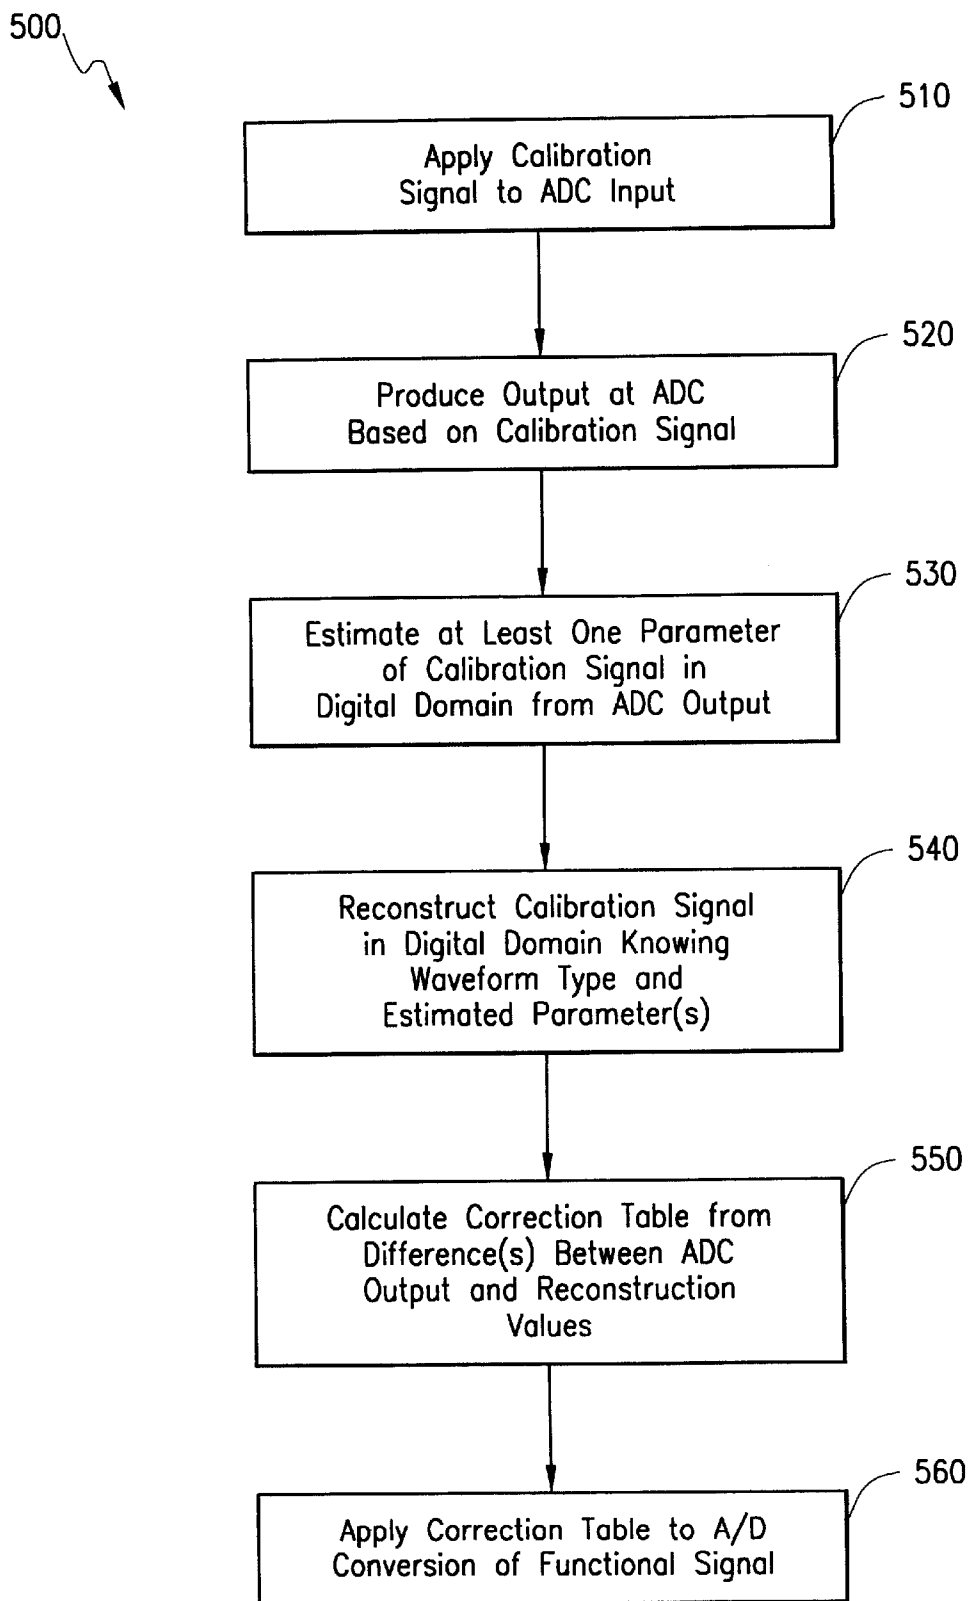 500
510
Apply Calibration
Signal to ADC Input
520
Produce Output at ADC
Based on Calibration Signal
530
Estimate at Least One Parameter
of Calibration Signal in
Digital Domain from ADC Output
540
Reconstruct Calibration Signal
in Digital Domain Knowing
Waveform Type and
Estimated Parameter(s)
550
Calculate Correction Table from
Difference(s) Between ADC
Output and Reconstruction
Values
560
Apply Correction Table to A/D
Conversion of Functional Signal